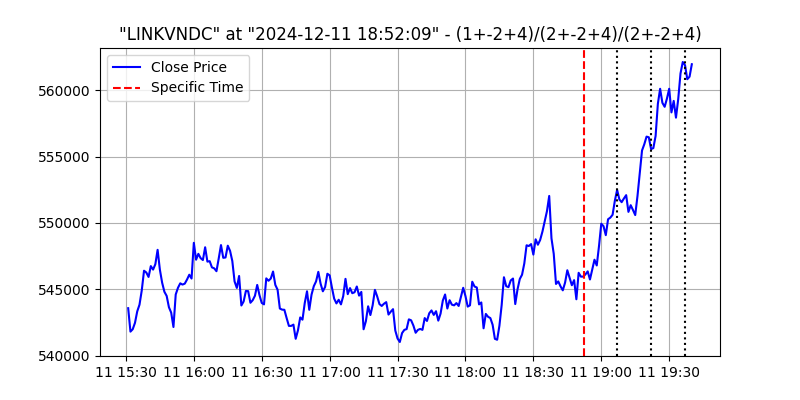 "LINKVNDC" at "2024-12-11 18:52:09" - (1+-2+4)/(2+-2+4)/(2+-2+4)
Close Price
Specific Time
560000
555000
550000
545000
540000
11 15:30 11 16:00 11 16:30 11 17:00 11 17:30 11 18:00 11 18:30 11 19:00 11 19:30